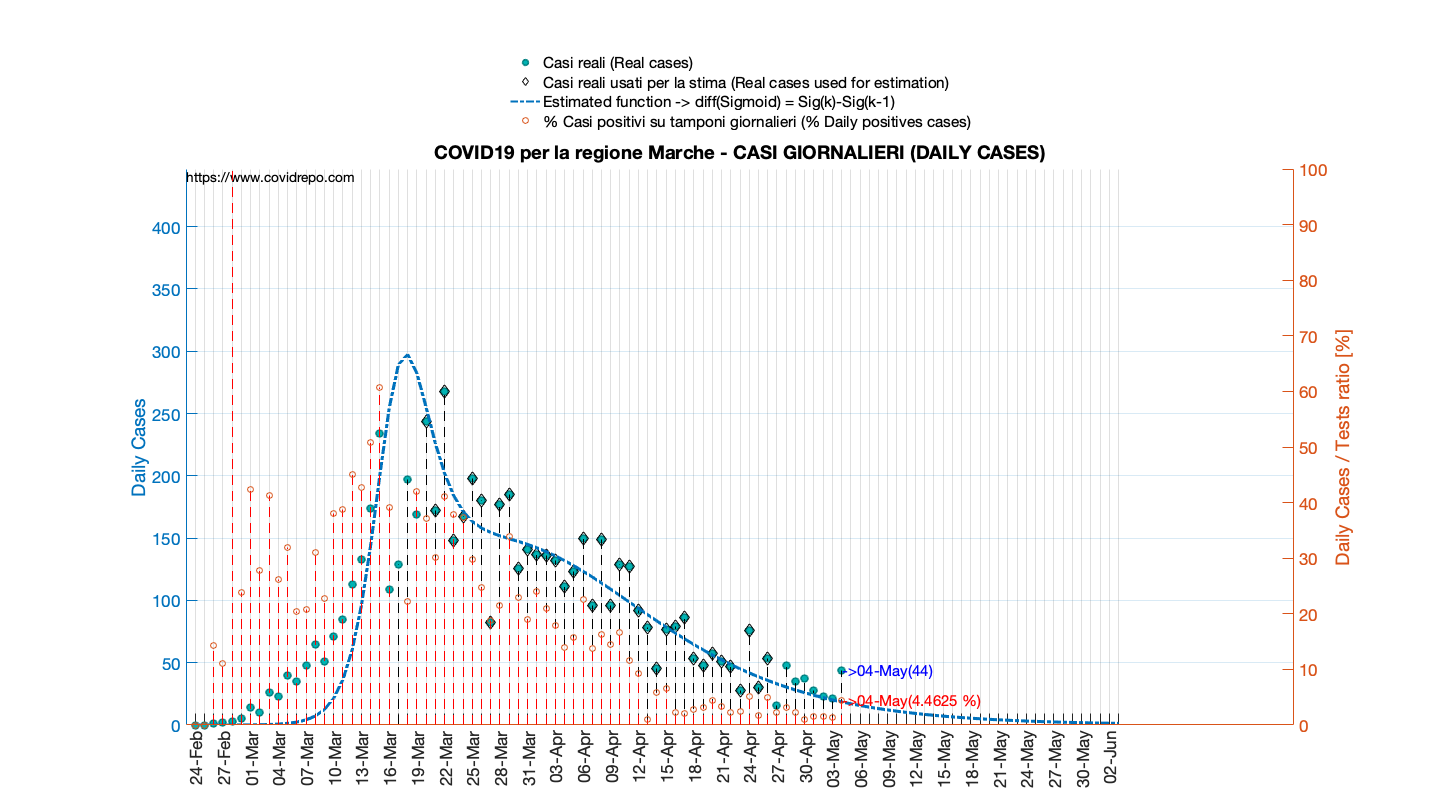 Casi reali (Real cases)
Casi reali usati per la stima (Real cases used for estimation)
Estimated function -> diff(Sigmoid) = Sig(k)-Sig(k-1)
% Casi positivi su tamponi giornalieri (% Daily positives cases)
COVID19 per la regione Marche - CASI GIORNALIERI (DAILY CASES)
https://www.covidrepo.com
Daily Cases
400
350
300
250
200
150
100
50
0
100
90
80
70
60
50
40
30
20
10
0
Daily Cases / Tests ratio [%]
>04-May(44)
>04-May(4.4625 %)
24-Feb
27-Feb
01-Mar
04-Mar
07-Mar
10-Mar
13-Mar
16-Mar
19-Mar
22-Mar
25-Mar
28-Mar
31-Mar
03-Apr
06-Apr
09-Apr
12-Apr
15-Apr
18-Apr
21-Apr
24-Apr
27-Apr
30-Apr
03-May
06-May
09-May
12-May
15-May
18-May
21-May
24-May
27-May
30-May
02-Jun